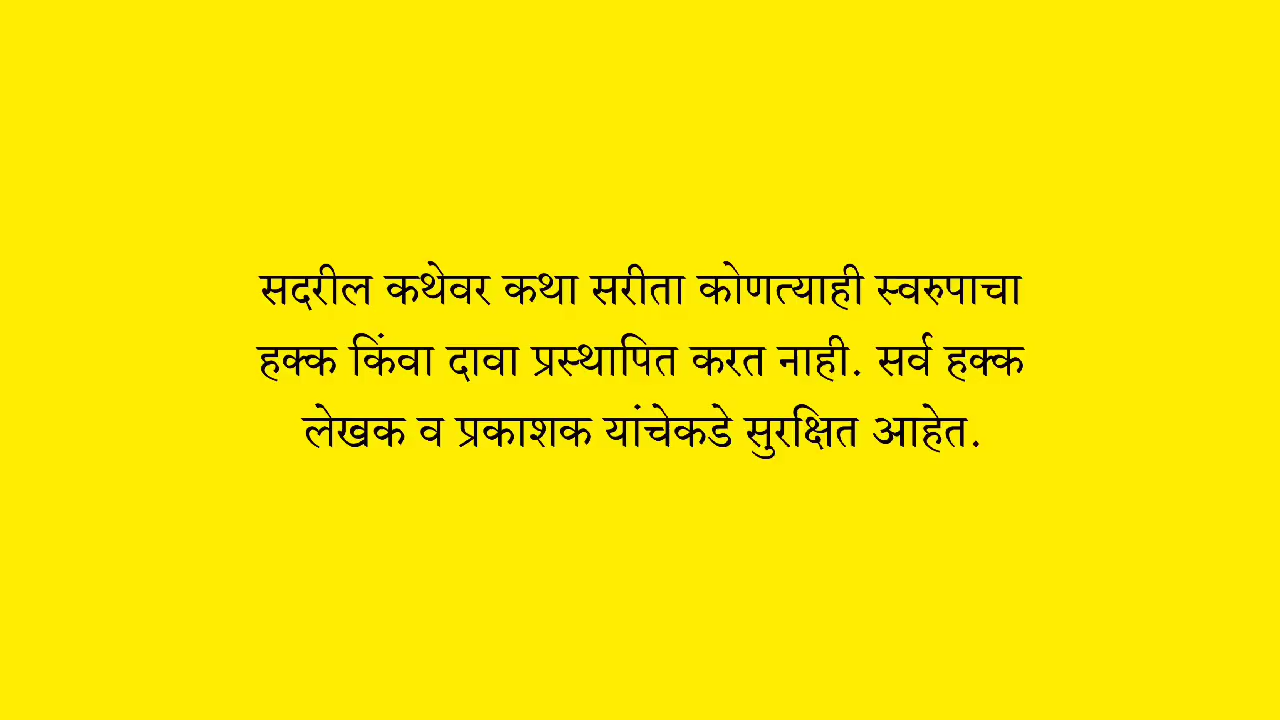 सदरील कथेवर कथा सरीता कोणत्याही स्वरुपाचा
हक्क किंवा दावा प्रस्थापित करत नाही. सर्व हक्क
लेखक व प्रकाशक यांचेकडे सुरक्षित आहेत.